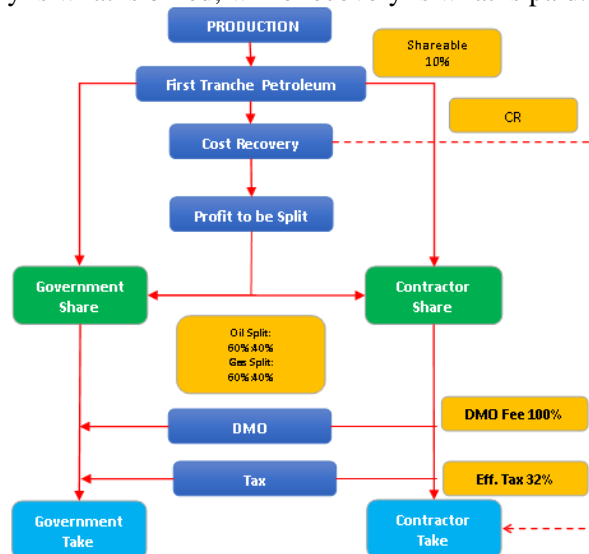 PRODUCTION
Shareable
10%
First Tranche Petroleum
CR
Cost Recovery
Profit to be Split
Government
Share
Contractor
Share
Oil Split:
60%:40%
Gas Split:
60%:40%
DMO
DMO Fee 100%
Tax
Eff. Tax 32%
Government
Take
Contractor
Take